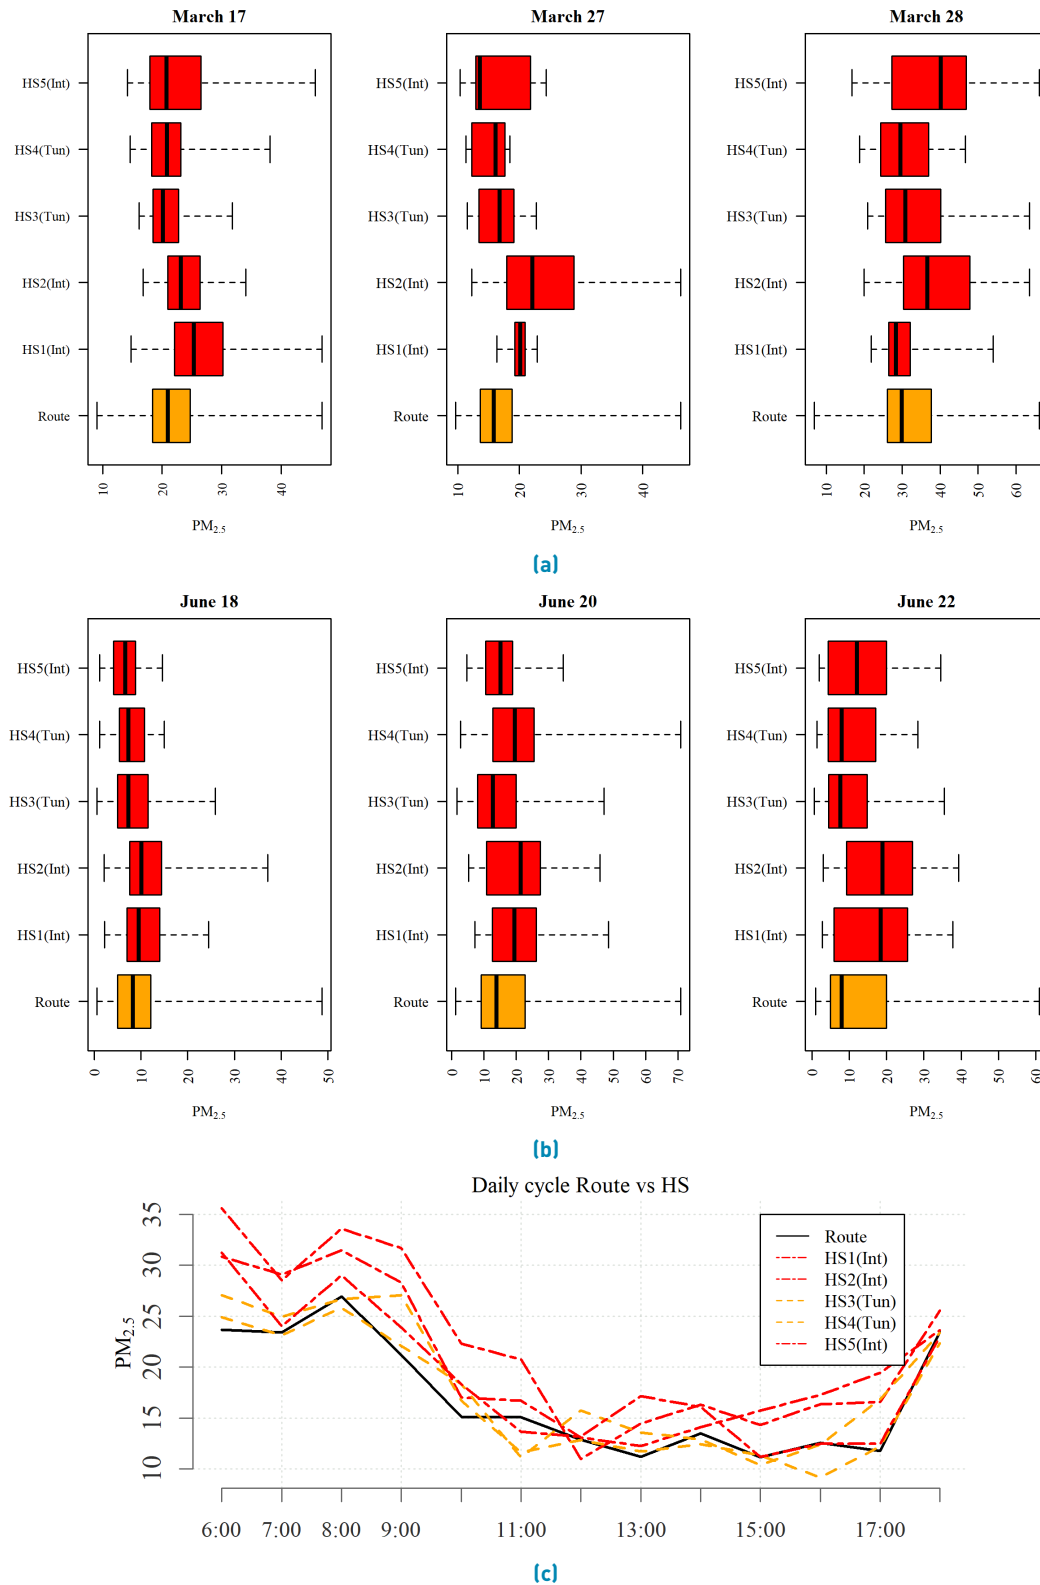 March 17
March 27
March 28
HS5(Int)
HS4(Tun)
HS3(Tun)
HS2(Int)
HS1(Int)
Route
10
20
30
40
PM2.5
HS5(Int)
HS4(Tun)
HS3(Tun)
HS2(Int)
HS1(Int)
Route
10
20
30
40
PM2.5
HS5(Int)
HS4(Tun)
HS3(Tun)
HS2(Int)
HS1(Int)
Route
10
20
30
40
50
60
PM2.5
(a)
June 18
June 20
June 22
HS5(Int)
HS4(Tun)
HS3(Tun)
HS2(Int)
HS1(Int)
Route
0
10
20
30
40
50
PM2.5
HS5(Int)
HS4(Tun)
HS3(Tun)
HS2(Int)
HS1(Int)
Route
0
10
20
30
40
50
60
70
PM2.5
HS5(Int)
HS4(Tun)
HS3(Tun)
HS2(Int)
HS1(Int)
Route
0
10
20
30
40
50
60
PM2.5
(b)
Daily cycle Route vs HS
PM2.5
35
30
25
20
15
10
Route
HS1(Int)
HS2(Int)
HS3(Tun)
HS4(Tun)
HS5(Int)
6:00 7:00 8:00 9:00 11:00 13:00 15:00 17:00
(c)